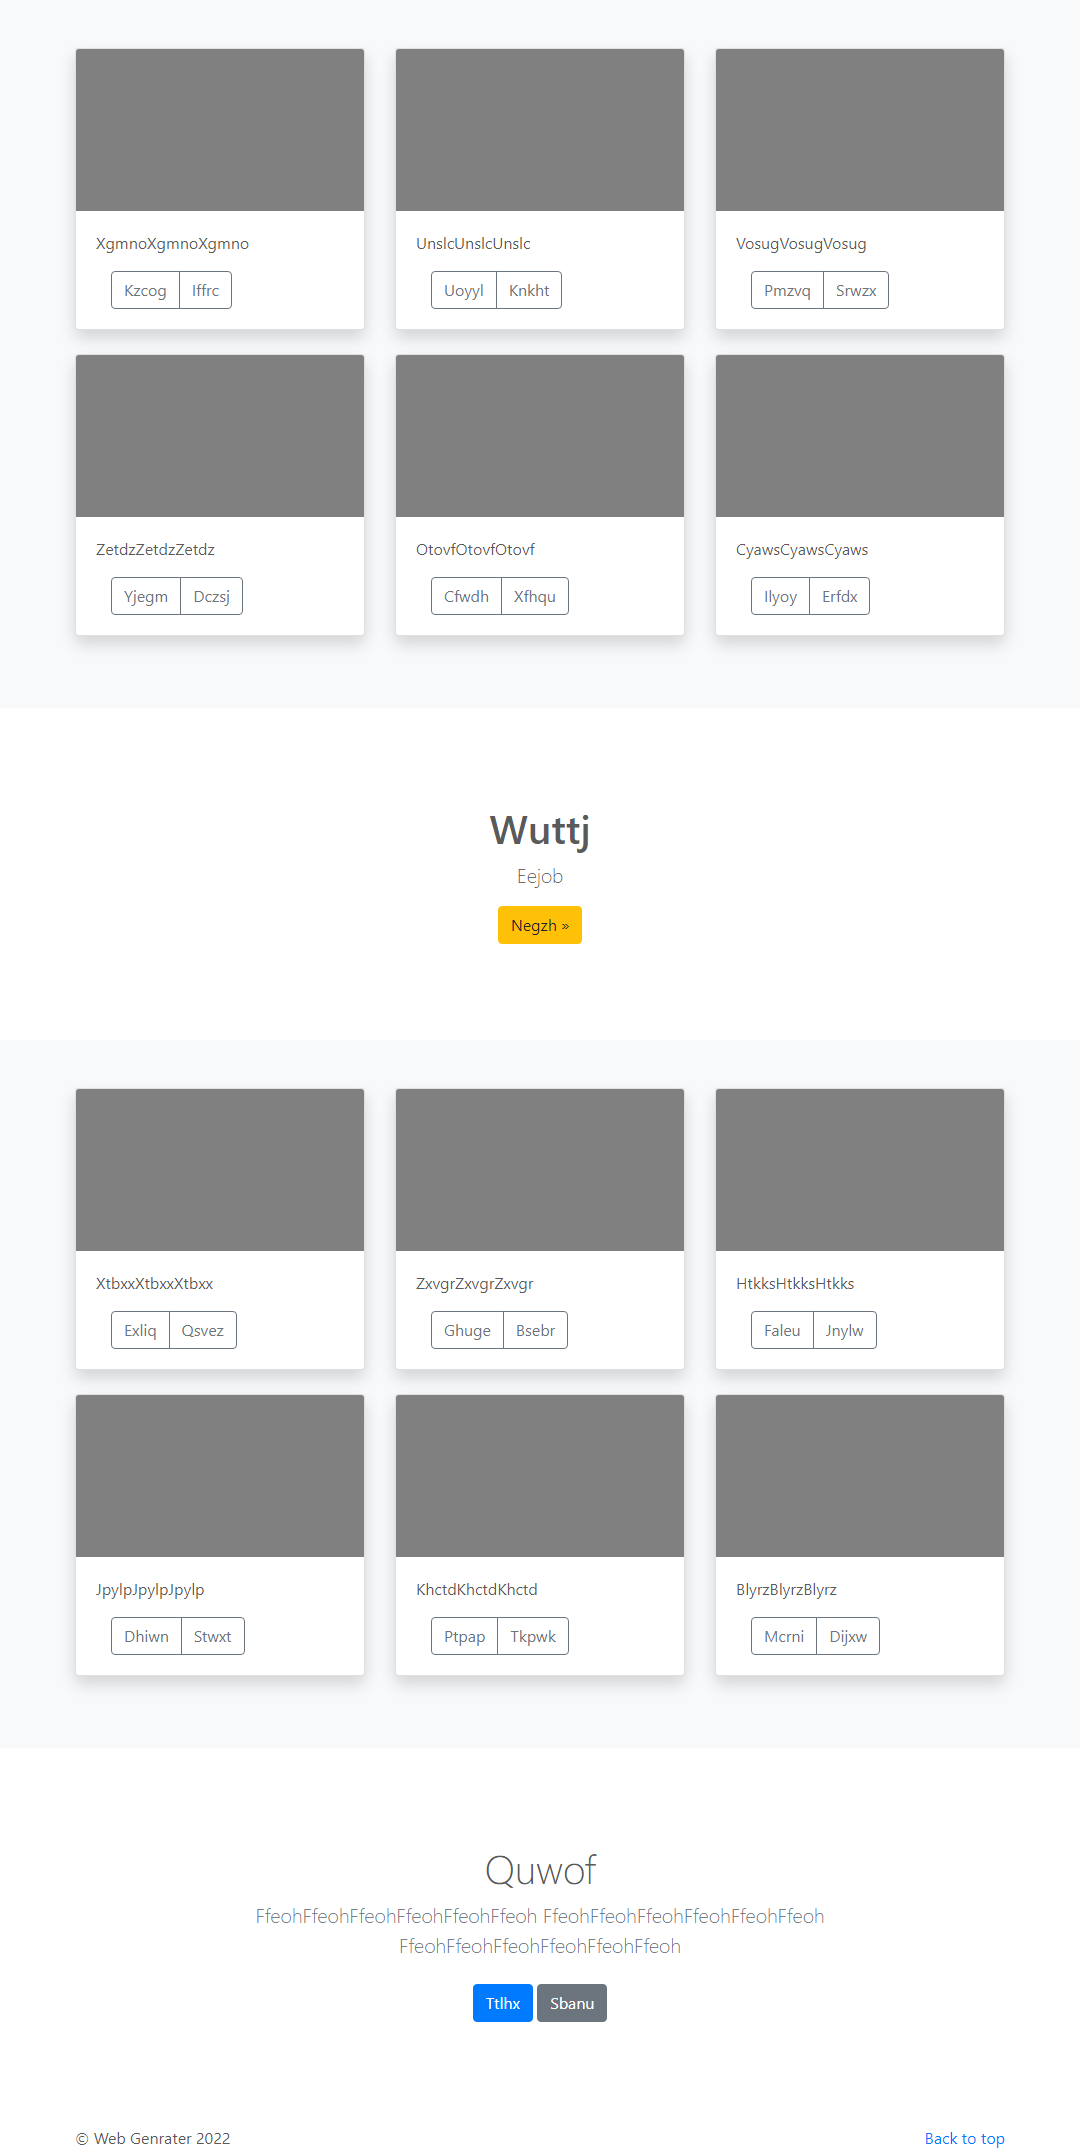 XgmnoXgmnoXgmno
Kzcog Iffrc
UnslcUnslcUnslc
Uoyyl Knkht
VosugVosugVosug
Pmzvq Srwzx
ZetdzZetdzZetdz
Yjegm Dczsj
OtovfOtovfOtovf
Cfwdh Xfhqu
CyawsCyawsCyaws
Ilyoy Erfdx
Wuttj
Eejob
Negzh »
XtbxxXtbxxXtbxx
Exliq Qsvez
ZxvgrZxvgrZxvgr
Ghuge Bsebr
HtkksHtkksHtkks
Faleu Jnylw
JpylpJpylpJpylp
Dhiwn Stwxt
KhctdKhctdKhctd
Ptpap Tkpwk
BlyrzBlyrzBlyrz
Mcrni Dijxw
Quwof
FfeohFfeohFfeohFfeohFfeohFfeoh FfeohFfeohFfeohFfeohFfeohFfeoh
FfeohFfeohFfeohFfeohFfeohFfeoh
Ttlhx Sbanu
© Web Genrater 2022
Back to top